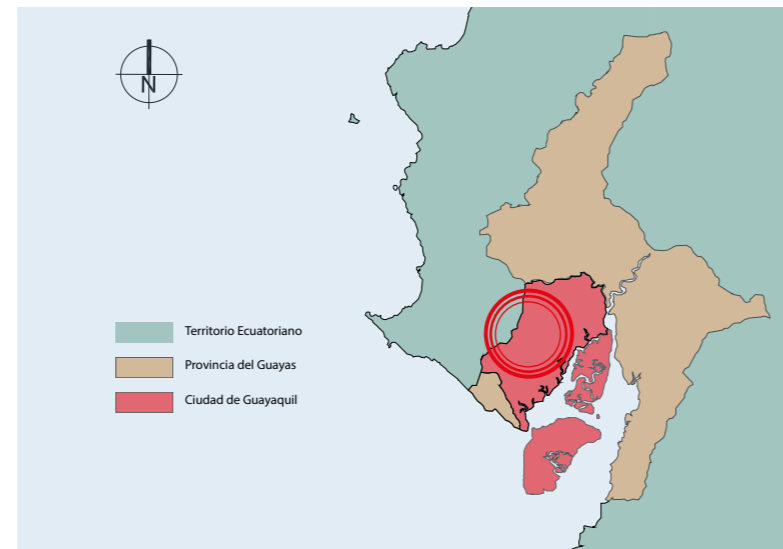 N
Territorio Ecuatoriano
Provincia del Guayas
Ciudad de Guayaquil